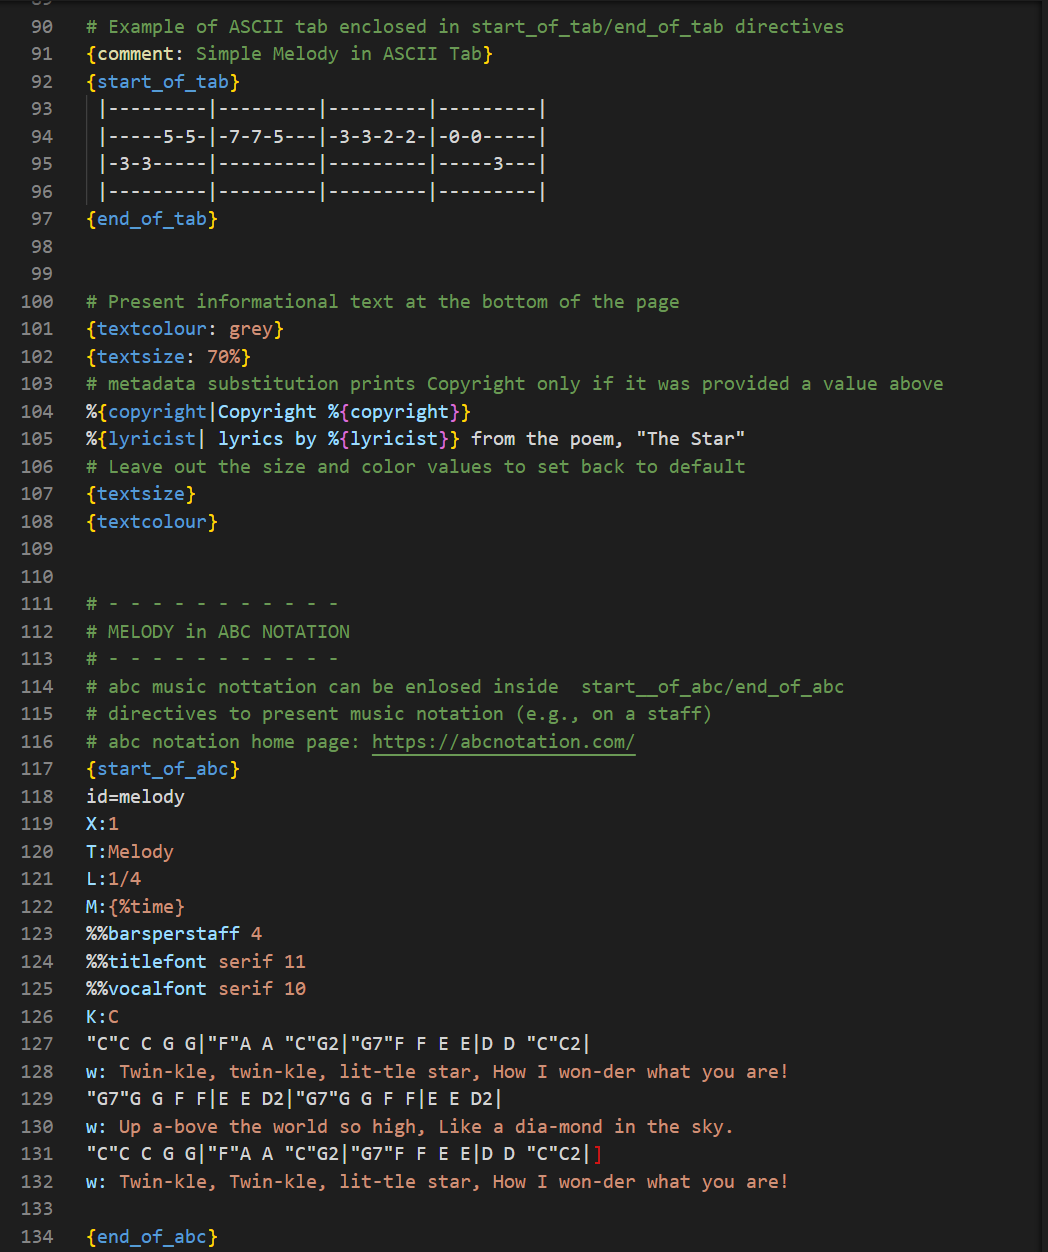 90 # Example of ASCII tab enclosed in start_of_tab/end_of_tab directives
91 {comment: Simple Melody in ASCII Tab}
92 {start_of_tab}
93 |---------|---------|---------|---------|
94 |-----5-5-|-7-7-5---|-3-3-2-2-|-0-0-----|
95 |-3-3-----|---------|---------|-----3---|
96 |---------|---------|---------|---------|
97 {end_of_tab}
98
99
100 # Present informational text at the bottom of the page
101 {textcolour: grey}
102 {textsize: 70%}
103 # metadata substitution prints Copyright only if it was provided a value above
104 %{copyright|Copyright %{copyright}}
105 %{lyricist| lyrics by %{lyricist}} from the poem, "The Star"
106 # Leave out the size and color values to set back to default
107 {textsize}
108 {textcolour}
109
110
111 # - - - - - - - - - - -
112 # MELODY in ABC NOTATION
113 # - - - - - - - - - - -
114 # abc music nottation can be enlosed inside  start__of_abc/end_of_abc
115 # directives to present music notation (e.g., on a staff)
116 # abc notation home page: https://abcnotation.com/
117 {start_of_abc}
118 id=melody
119 X:1
120 T:Melody
121 L:1/4
122 M:{%time}
123 %%barsperstaff 4
124 %%titlefont serif 11
125 %%vocalfont serif 10
126 K:C
127 "C"C C G G|"F"A A "C"G2|"G7"F F E E|D D "C"C2|
128 w: Twin-kle, twin-kle, lit-tle star, How I won-der what you are!
129 "G7"G G F F|E E D2|"G7"G G F F|E E D2|
130 w: Up a-bove the world so high, Like a dia-mond in the sky.
131 "C"C C G G|"F"A A "C"G2|"G7"F F E E|D D "C"C2|]
132 w: Twin-kle, Twin-kle, lit-tle star, How I won-der what you are!
133
134 {end_of_abc}